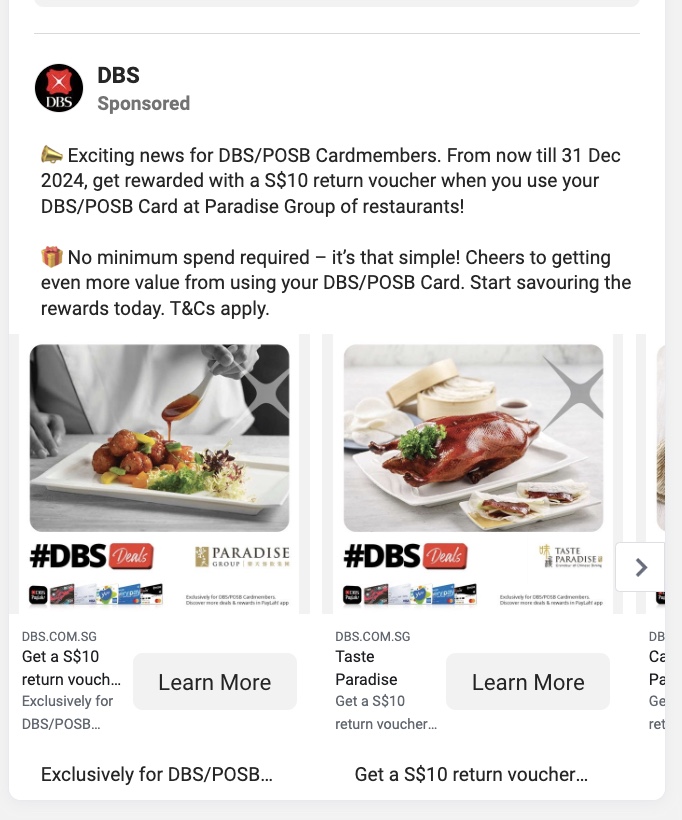 DBS
DBS
Sponsored
Exciting news for DBS/POSB Cardmembers. From now till 31 Dec
2024, get rewarded with a S$10 return voucher when you use your
DBS/POSB Card at Paradise Group of restaurants!
No minimum spend required – it’s that simple! Cheers to getting
even more value from using your DBS/POSB Card. Start savouring the
rewards today. T&Cs apply.
#DBS Deals
PARADISE
GROUP
Exclusively for DBS/POSB Cardmembers.
Discover more deals & rewards in PayLah! app
#DBS Deals
TASTE
PARADISE
Exclusively for DBS/POSB Cardmembers.
Discover more deals & rewards in PayLah! app
DBS.COM.SG
Get a S$10
return vouch...
Exclusively for
DBS/POSB...
Learn More
Exclusively for DBS/POSB...
DBS.COM.SG
Taste
Paradise
Get a S$10
return voucher...
Learn More
Get a S$10 return voucher...
DB
Ca
Pa
Ge
ret